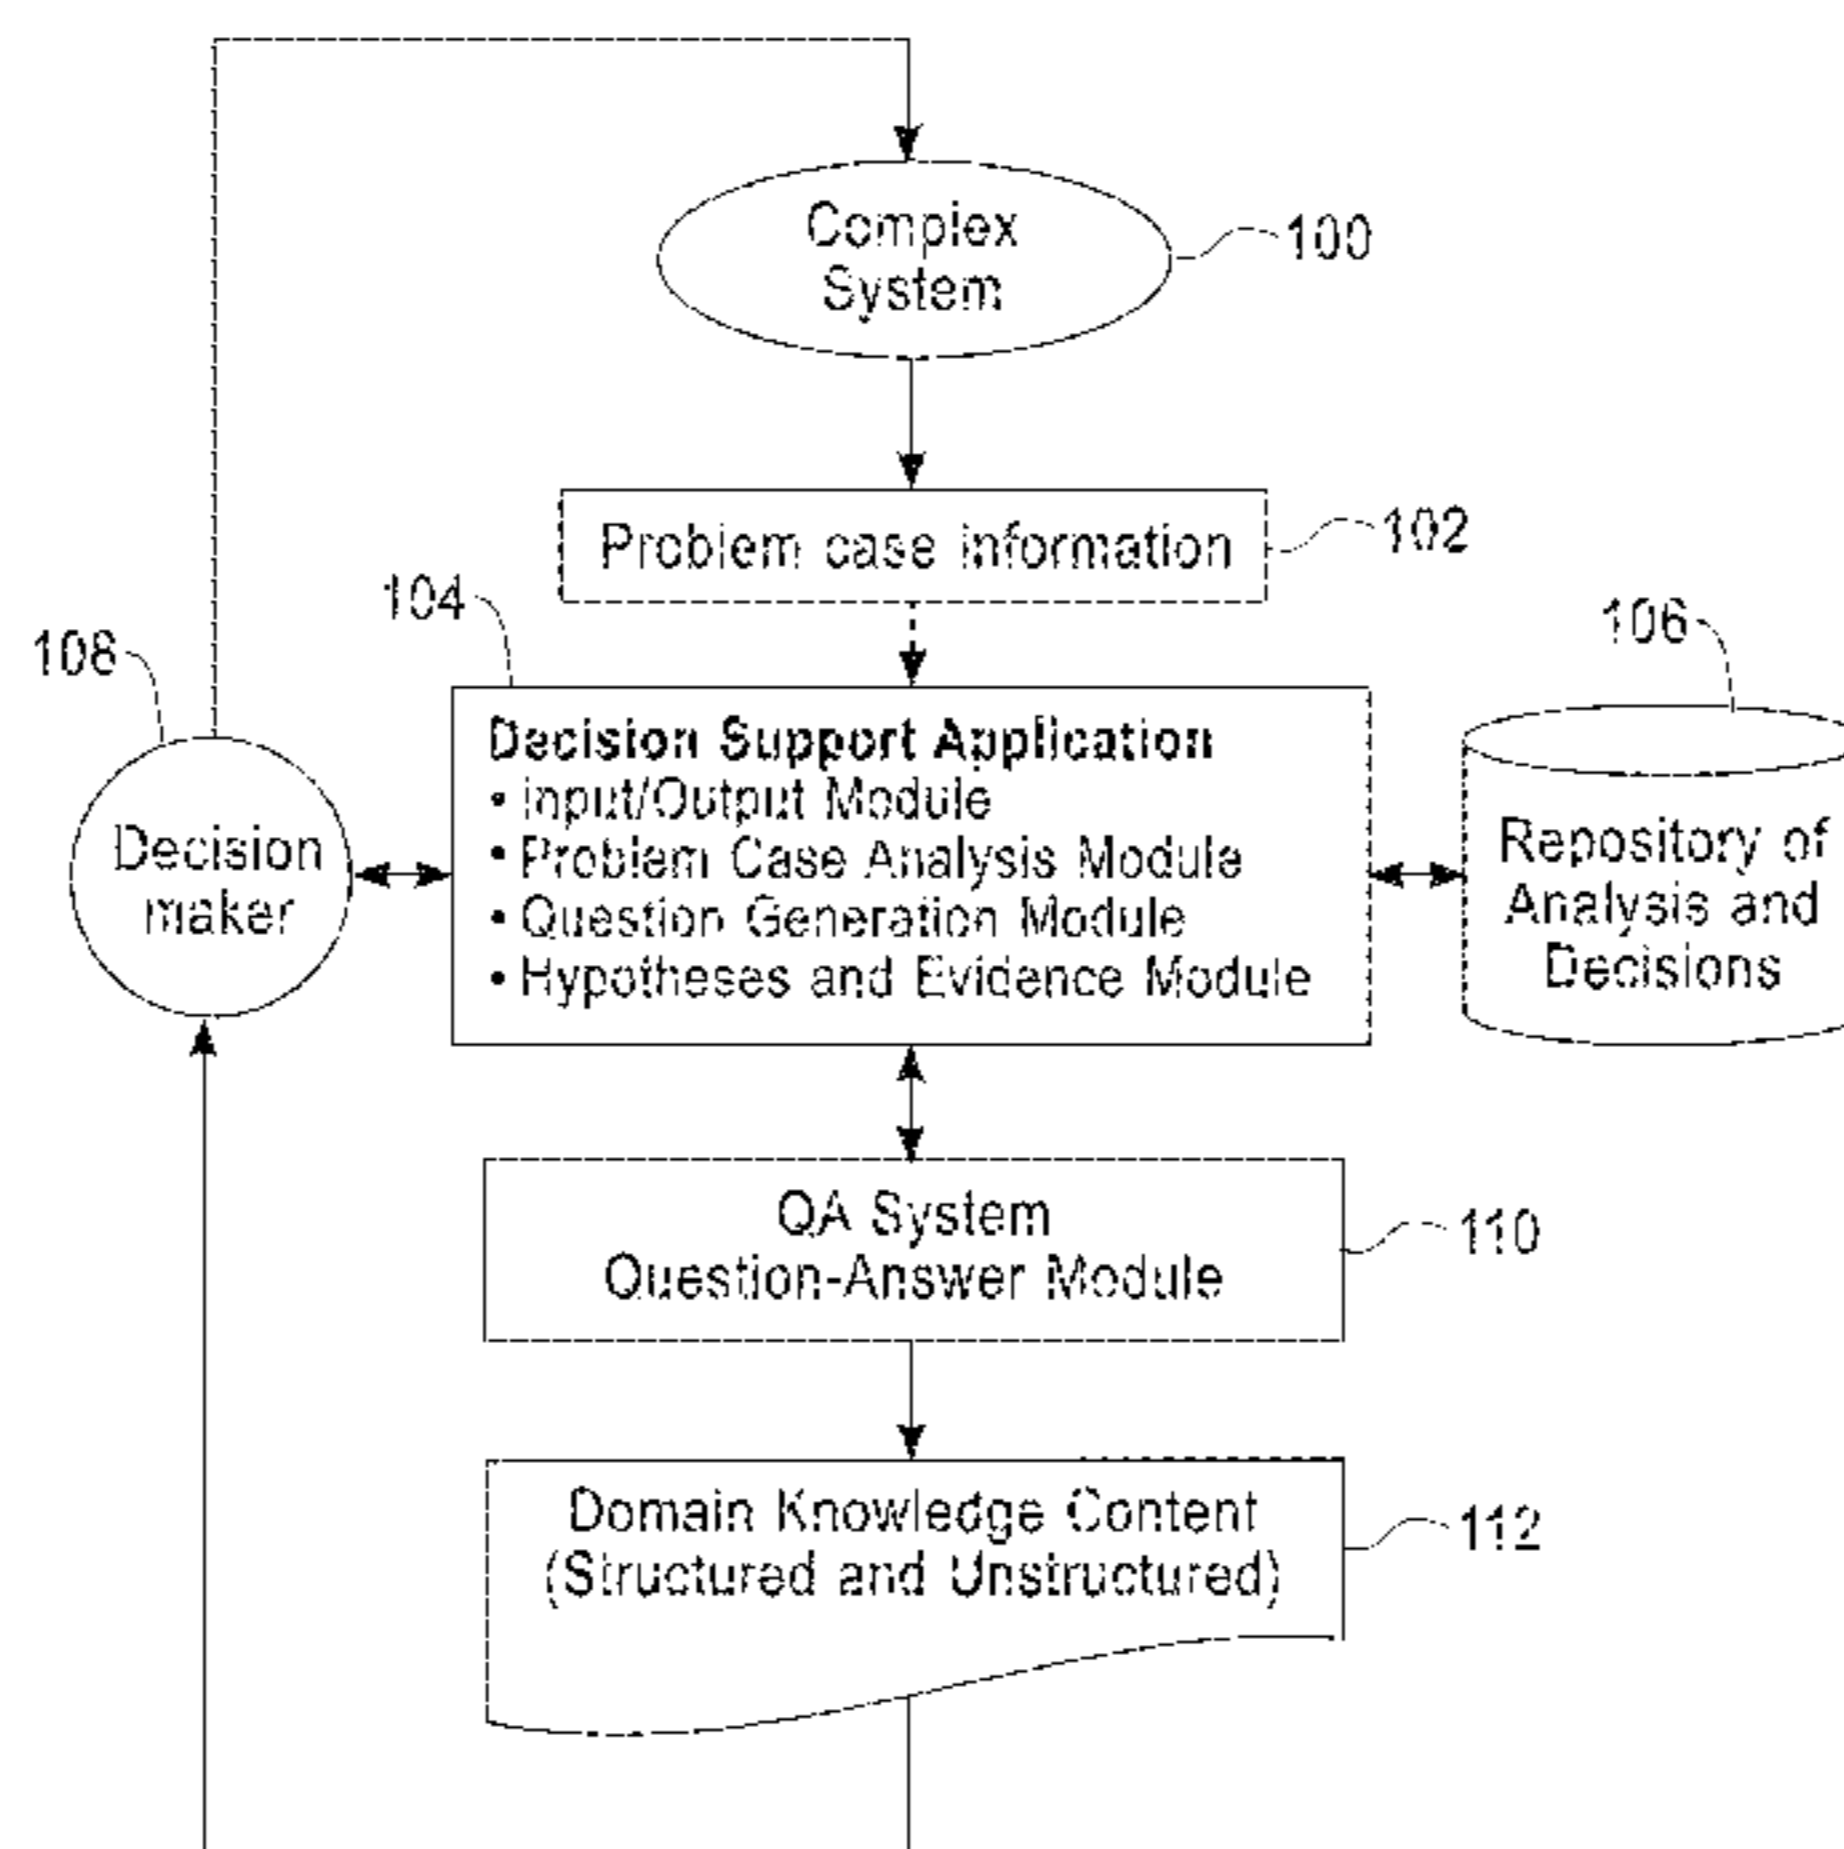 Complex
System
100
Problem case information
102
104
106
108
Decision Support Application
• Input/Output Module
• Problem Case Analysis Module
• Question Generation Module
• Hypotheses and Evidence Module
Decision
maker
Repository of
Analysis and
Decisions
QA System
Question-Answer Module
110
Domain Knowledge Content
(Structured and Unstructured)
112